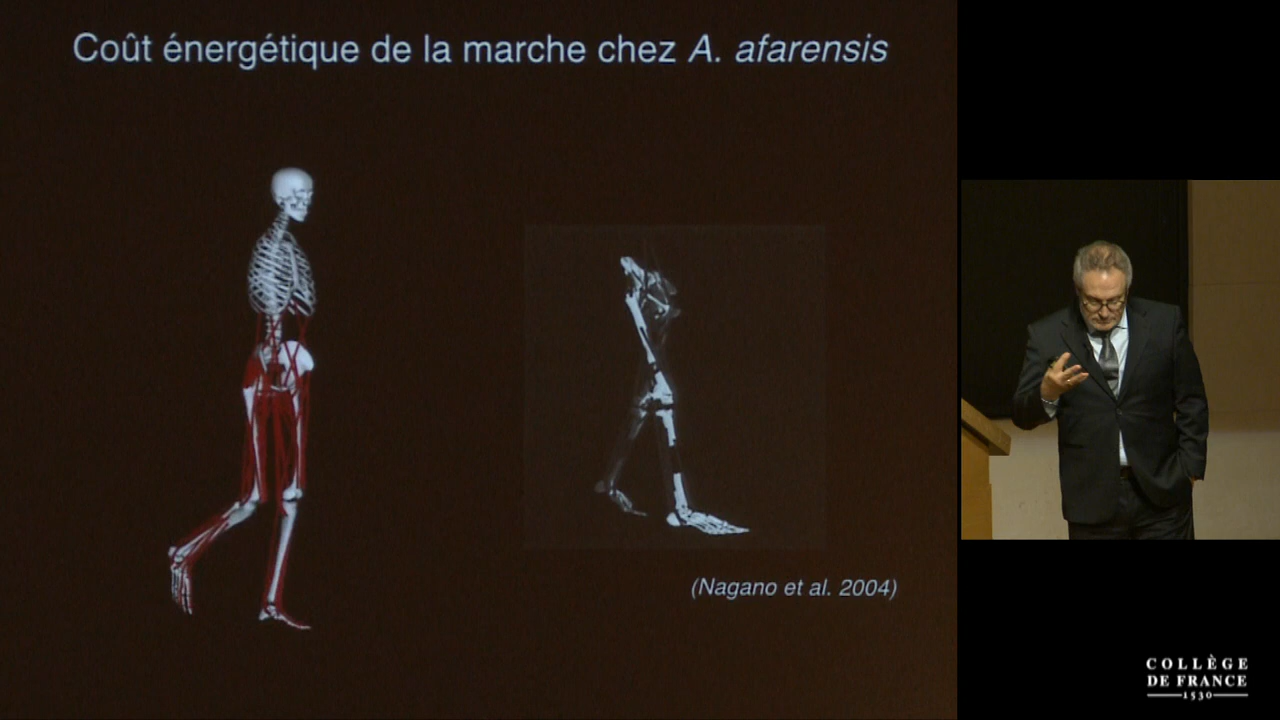 Coût énergétique de la marche chez A. afarensis
(Nagano et al. 2004)
COLLÈGE
DE FRANCE
1530